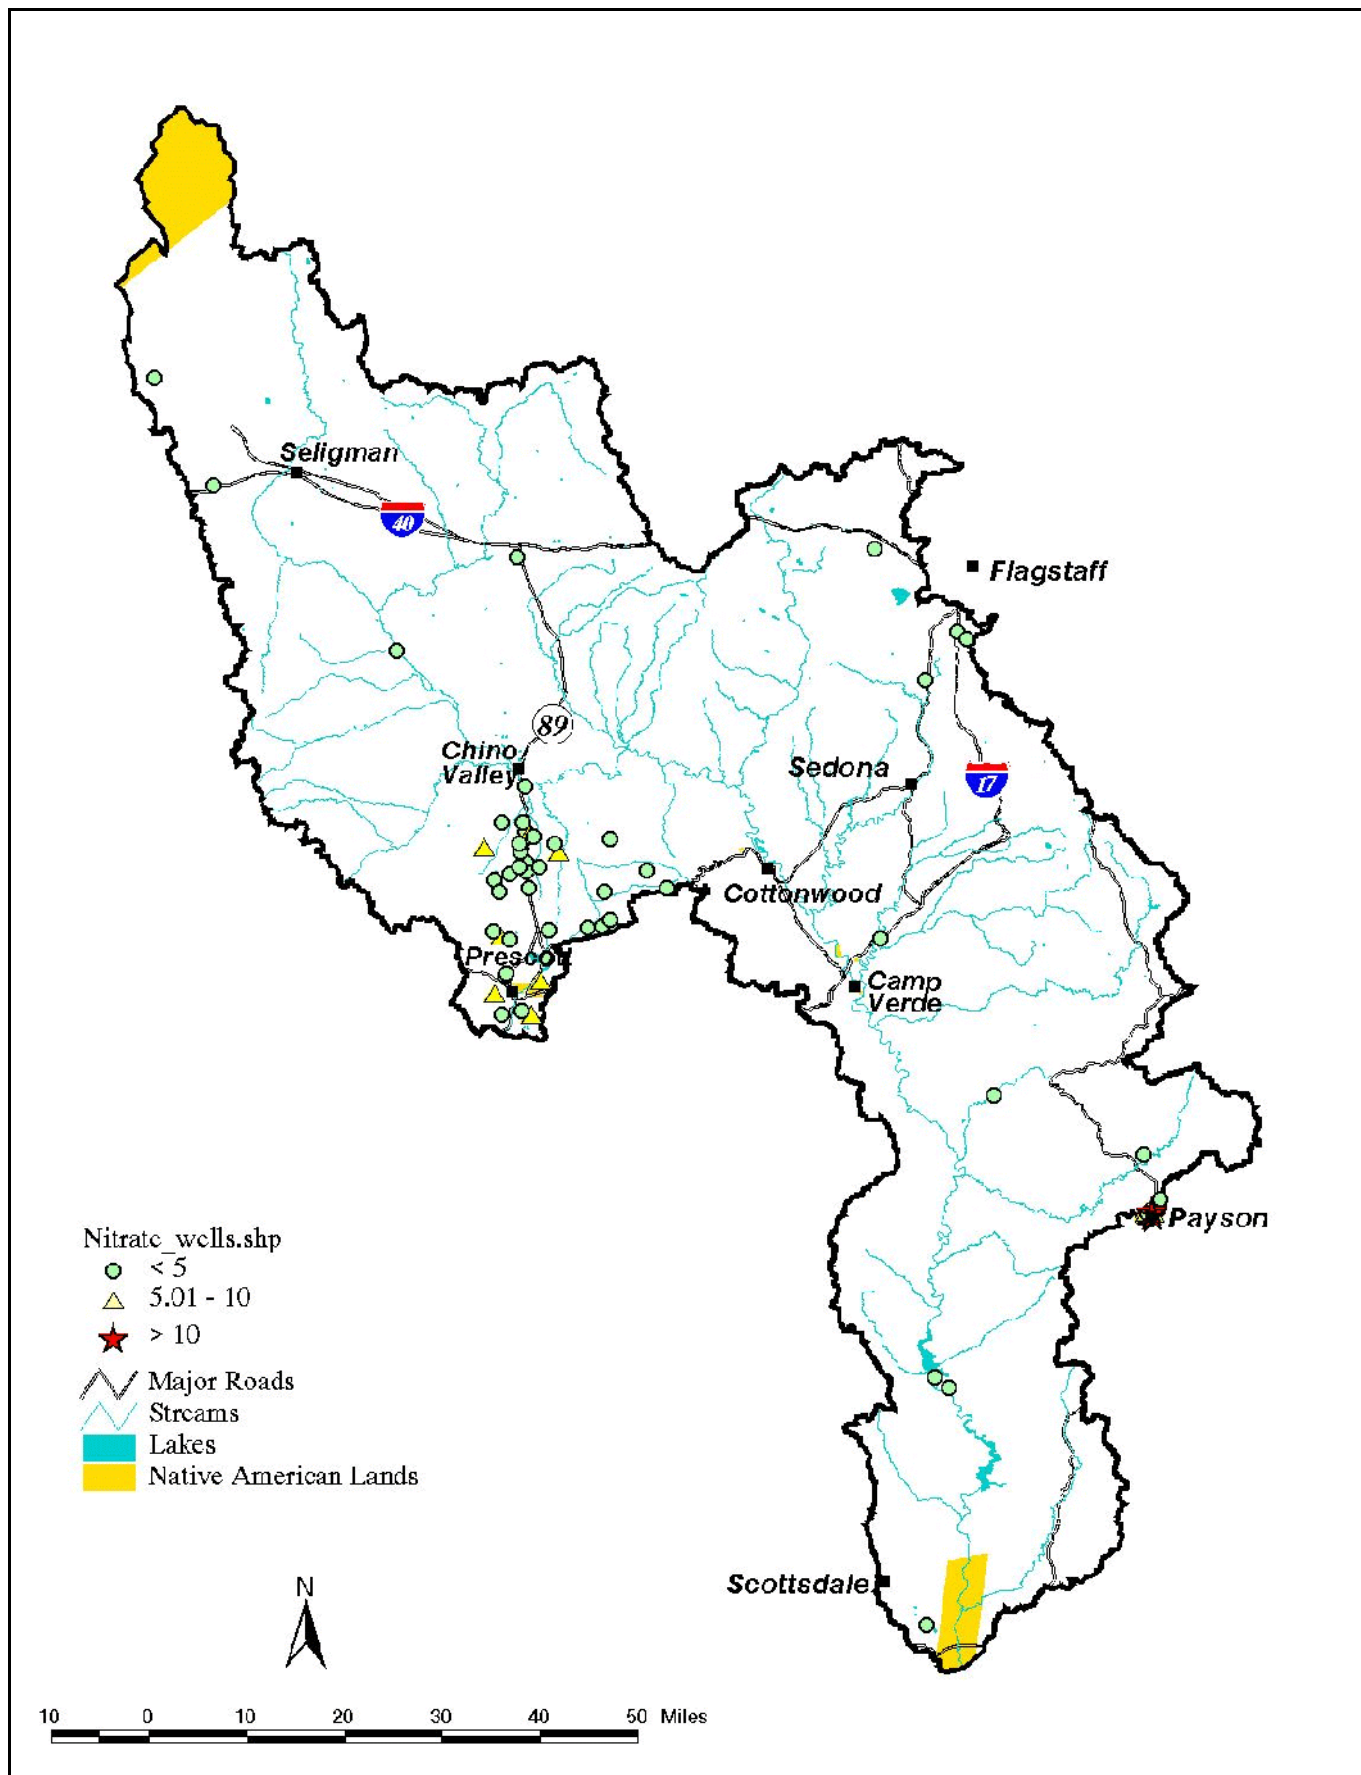 Seligman
40
Flagstaff
89
Chino
Valley
Sedona
17
Cottonwood
Prescott
Camp
Verde
Payson
Nitrate_wells.shp
< 5
5.01 - 10
> 10
Major Roads
Streams
Lakes
Native American Lands
Scottsdale
N
10 0 10 20 30 40 50 Miles